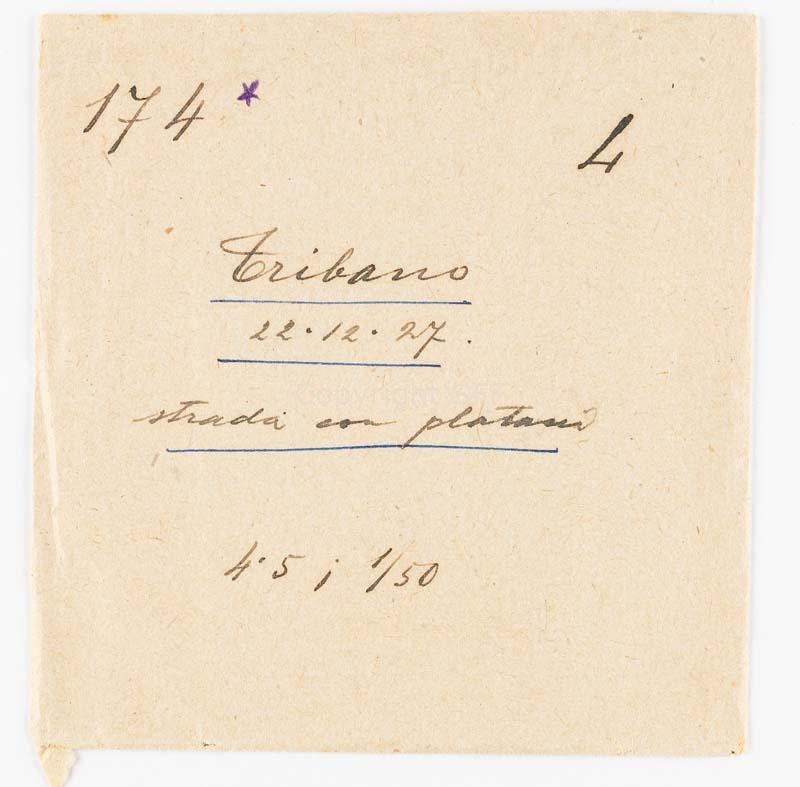 174 *
4
Tribano
22·12·27.
strada con platani
4·5 ; 1/50